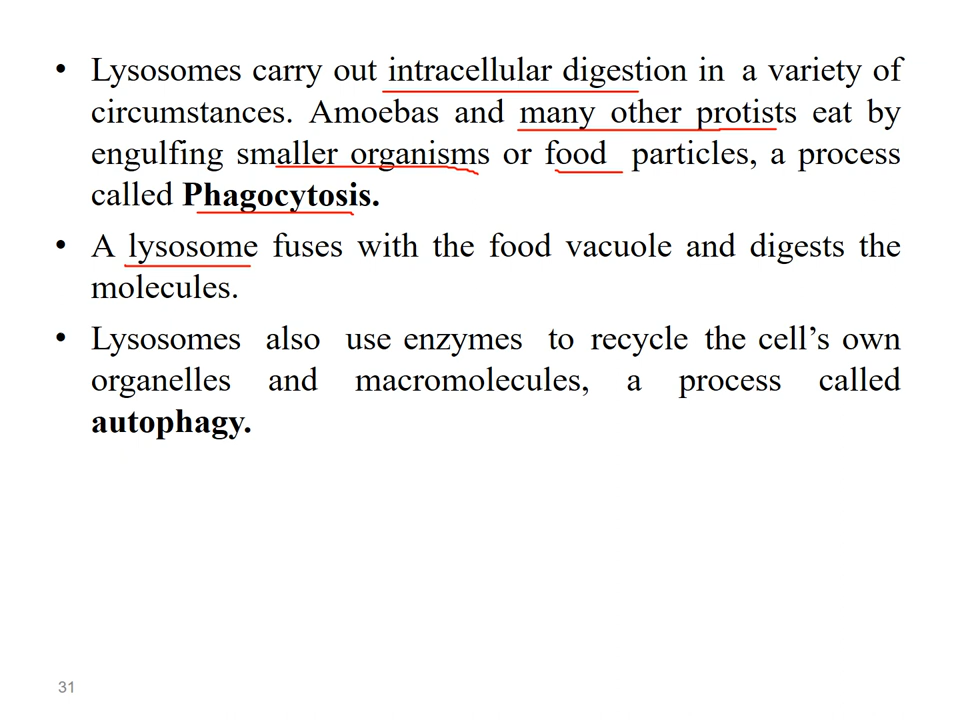 • Lysosomes carry out intracellular digestion in a variety of
circumstances. Amoebas and many other protists eat by
engulfing smaller organisms or food particles, a process
called Phagocytosis.
• A lysosome fuses with the food vacuole and digests the
molecules.
• Lysosomes also use enzymes to recycle the cell’s own
organelles and macromolecules, a process called
autophagy.
31